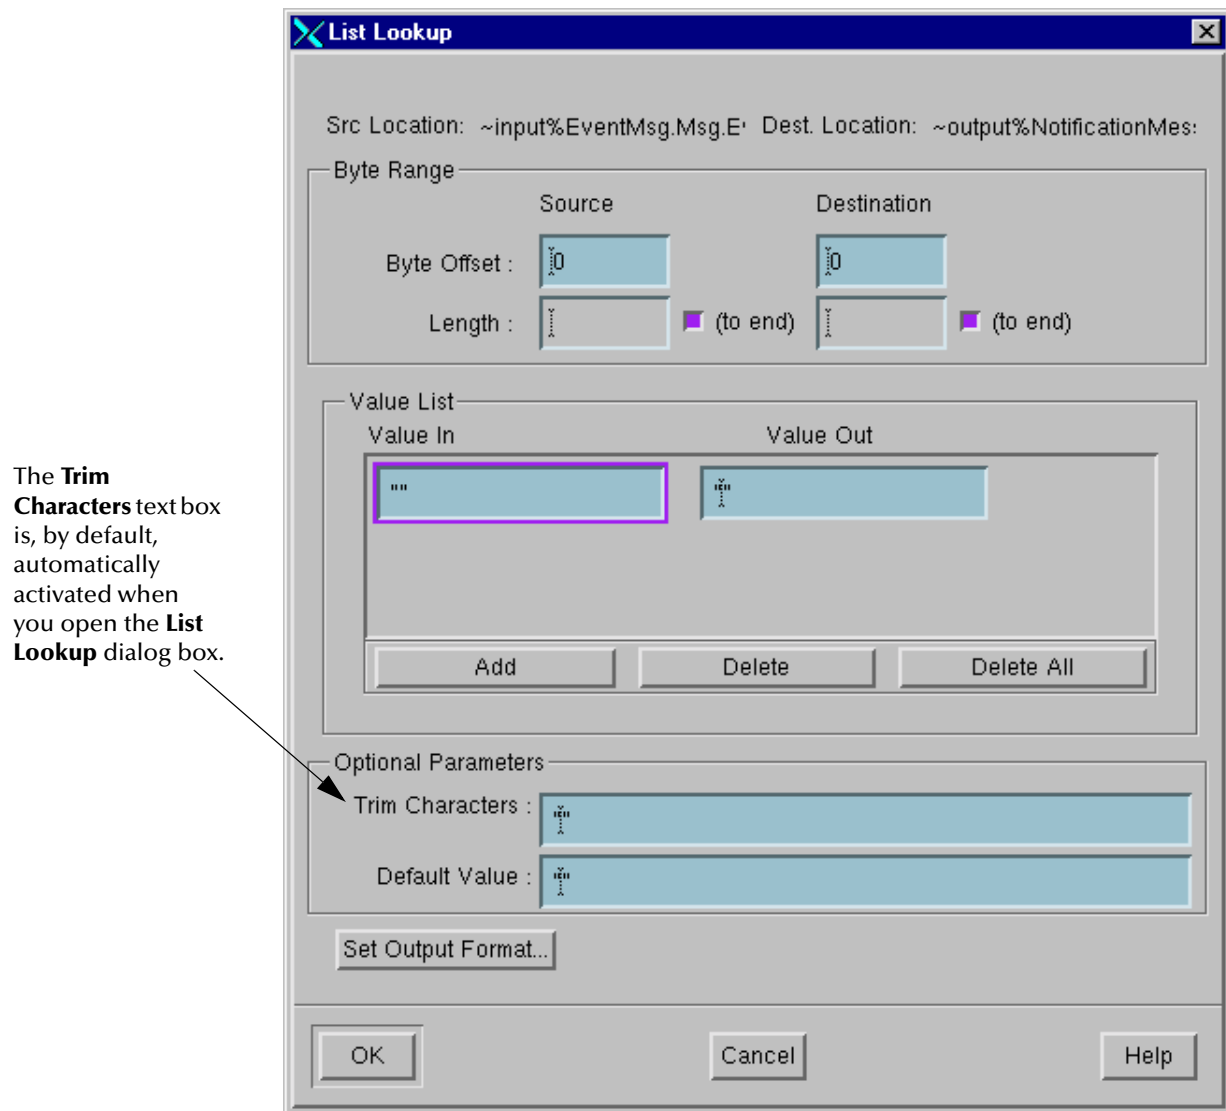 List Lookup
Src Location: ~input%EventMsg.Msg.E Dest. Location: ~output%NotificationMes
Byte Range
Source Destination
Byte Offset : 0 0
Length : (to end) (to end)
Value List
Value In Value Out
"" ""
Add Delete Delete All
The Trim
Characters text box
is, by default,
automatically
activated when
you open the List
Lookup dialog box.
Optional Parameters
Trim Characters : ""
Default Value : ""
Set Output Format...
OK Cancel Help